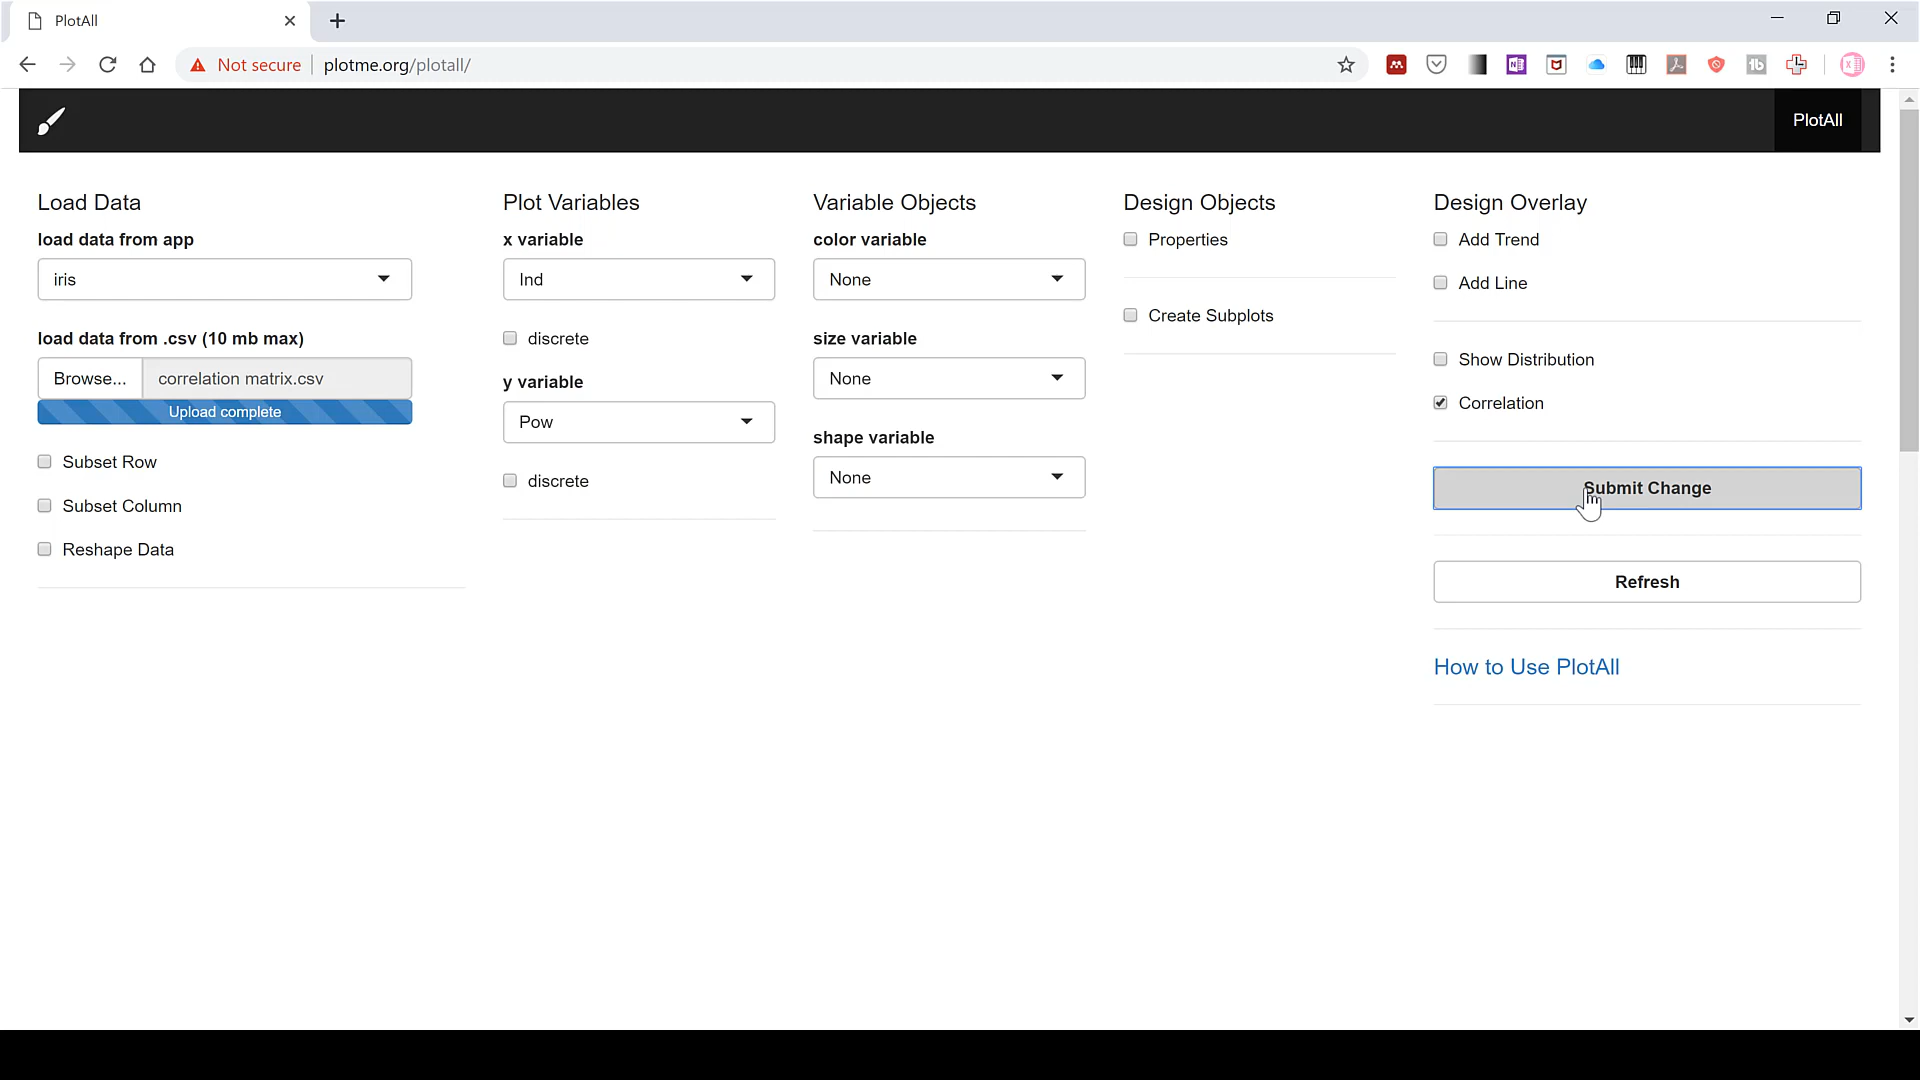 PlotAll
Not secure
plotme.org/plotall/
PlotAll
Load Data
load data from app
iris
load data from .csv (10 mb max)
Browse...
correlation matrix.csv
Upload complete
Subset Row
Subset Column
Reshape Data
Plot Variables
x variable
Ind
discrete
y variable
Pow
discrete
Variable Objects
color variable
None
size variable
None
shape variable
None
Design Objects
Properties
Create Subplots
Design Overlay
Add Trend
Add Line
Show Distribution
Correlation
Submit Change
Refresh
How to Use PlotAll